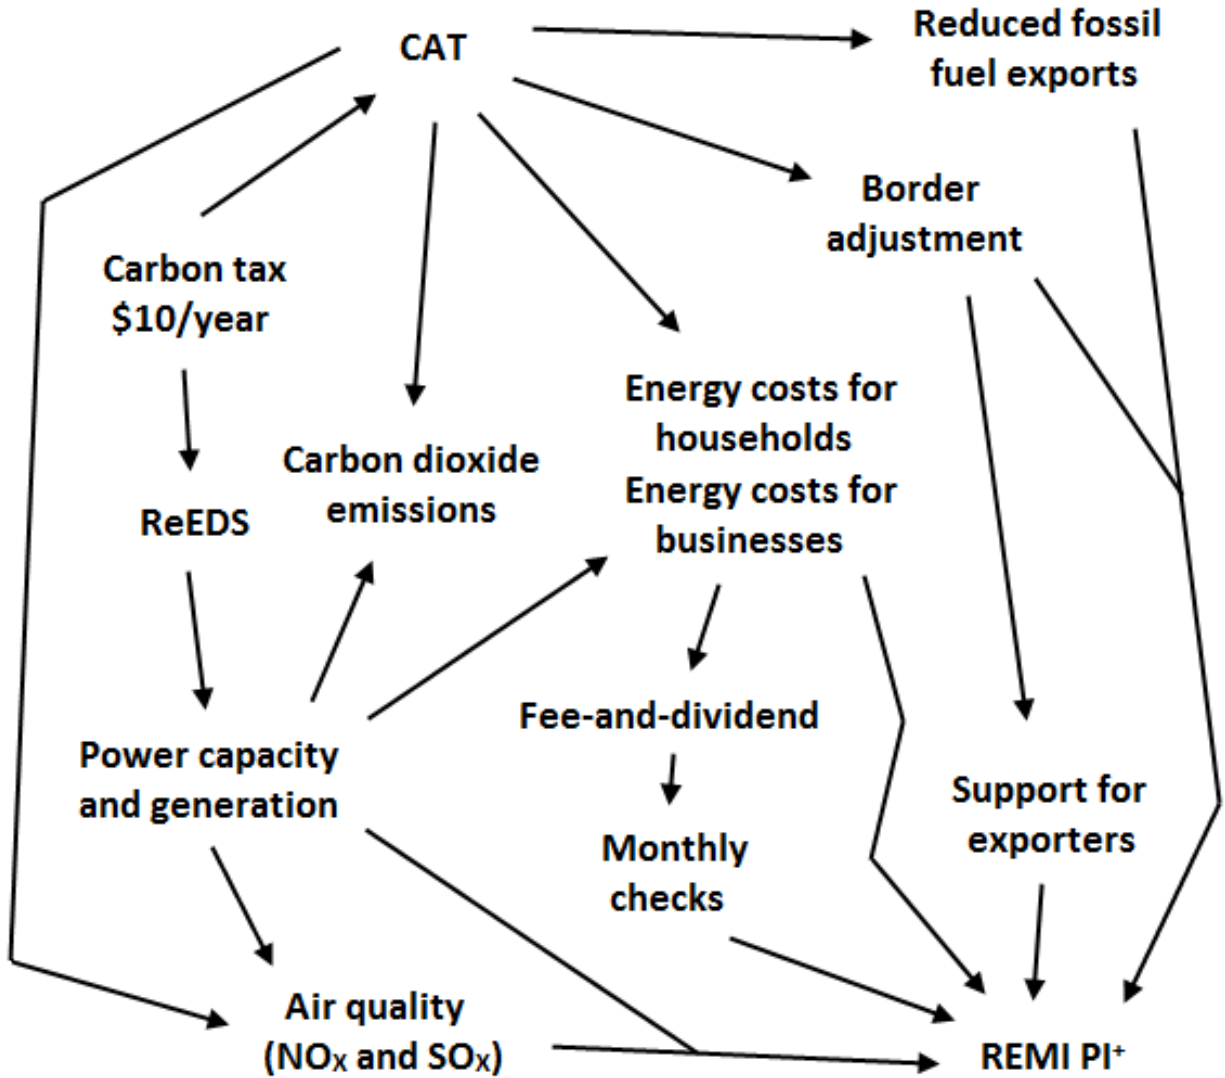 CAT
Reduced fossil
fuel exports
Border
adjustment
Carbon tax
$10/year
Energy costs for
households
Energy costs for
businesses
Carbon dioxide
emissions
ReEDS
Fee-and-dividend
Power capacity
and generation
Support for
exporters
Monthly
checks
Air quality
(NOX and SOX)
REMI PI+